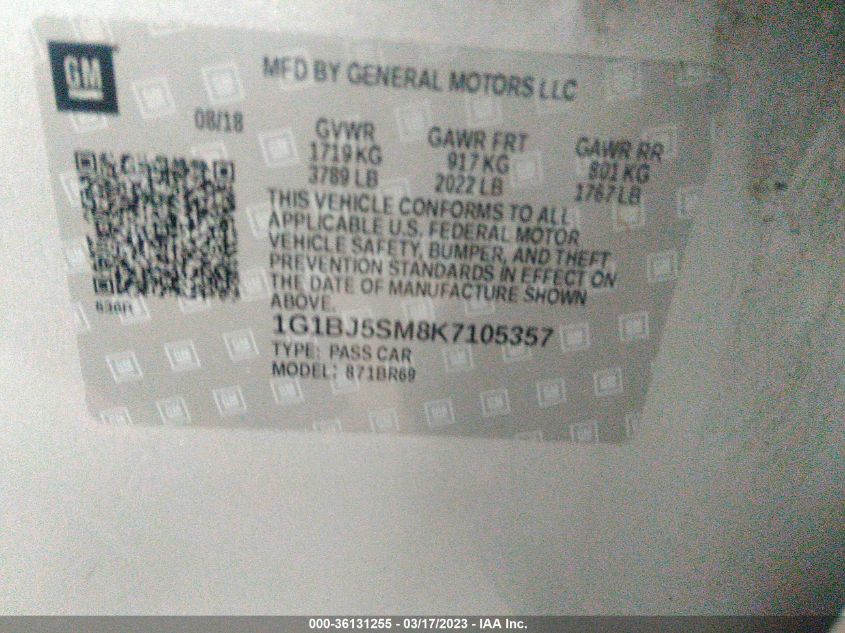 GM
MFD BY GENERAL MOTORS LLC
08/18
GVWR
1719 KG
3789 LB
GAWR FRT
917 KG
2022 LB
GAWR RR
801 KG
1767 LB
THIS VEHICLE CONFORMS TO ALL
APPLICABLE U.S. FEDERAL MOTOR
VEHICLE SAFETY, BUMPER, AND THEFT
PREVENTION STANDARDS IN EFFECT ON
THE DATE OF MANUFACTURE SHOWN
ABOVE.
1G1BJ5SM8K7105357
TYPE: PASS CAR
MODEL: 871BR69
000-36131255 - 03/17/2023 - IAA Inc.